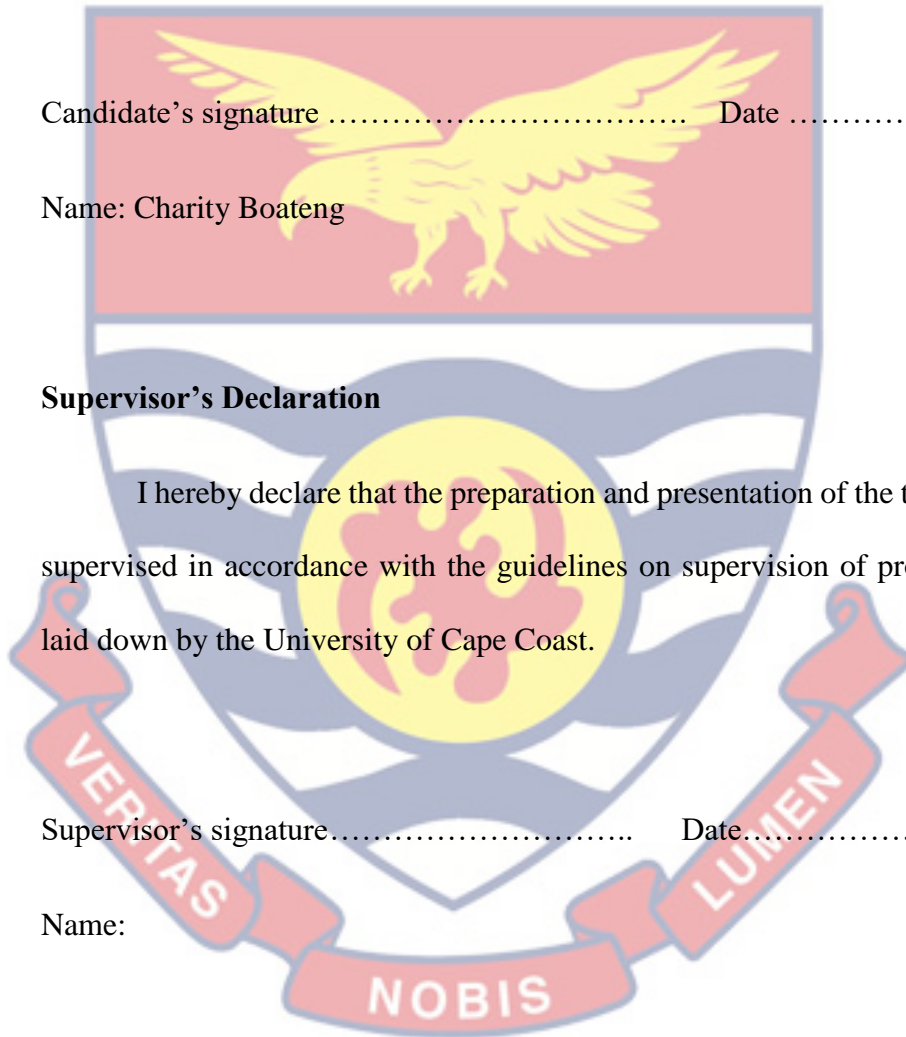 Candidate’s signature ……………………………. Date …………
Name: Charity Boateng
Supervisor’s Declaration
I hereby declare that the preparation and presentation of the
supervised in accordance with the guidelines on supervision of
laid down by the University of Cape Coast.
Supervisor’s signature……………………….. Date………………
Name:
VERITAS
NOBIS
LUMEN